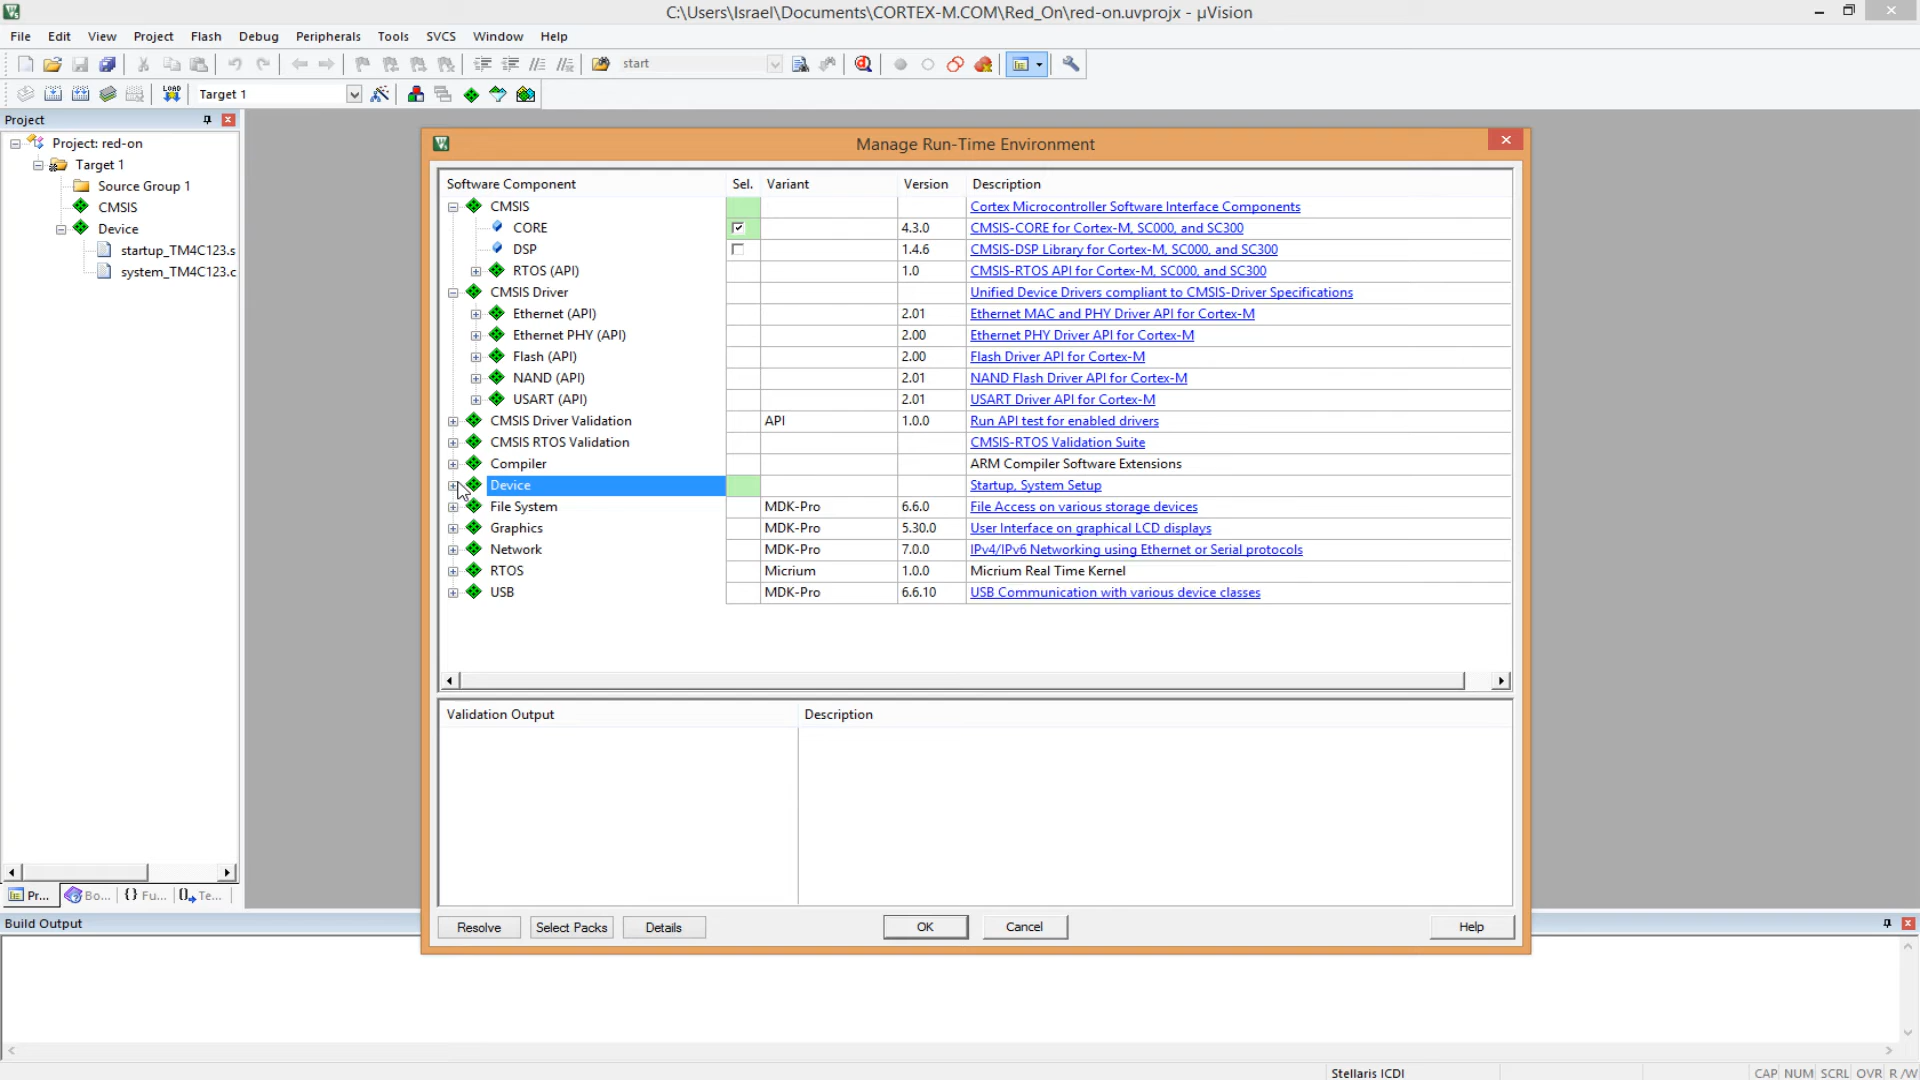 C:\Users\Israel\Documents\CORTEX-M.COM\Red_On\red-on.uvprojx - µVision
File Edit View Project Flash Debug Peripherals Tools SVCS Window Help
start
LOAD Target 1
Project
Project: red-on
Target 1
Source Group 1
CMSIS
Device
startup_TM4C123.s
system_TM4C123.c
Pr... Bo... {} Fu... Te...
Manage Run-Time Environment
Software Component Sel. Variant Version Description
CMSIS Cortex Microcontroller Software Interface Components
CORE 4.3.0 CMSIS-CORE for Cortex-M, SC000, and SC300
DSP 1.4.6 CMSIS-DSP Library for Cortex-M, SC000, and SC300
RTOS (API) 1.0 CMSIS-RTOS API for Cortex-M, SC000, and SC300
CMSIS Driver Unified Device Drivers compliant to CMSIS-Driver Specifications
Ethernet (API) 2.01 Ethernet MAC and PHY Driver API for Cortex-M
Ethernet PHY (API) 2.00 Ethernet PHY Driver API for Cortex-M
Flash (API) 2.00 Flash Driver API for Cortex-M
NAND (API) 2.01 NAND Flash Driver API for Cortex-M
USART (API) 2.01 USART Driver API for Cortex-M
CMSIS Driver Validation API 1.0.0 Run API test for enabled drivers
CMSIS RTOS Validation CMSIS-RTOS Validation Suite
Compiler ARM Compiler Software Extensions
Device Startup, System Setup
File System MDK-Pro 6.6.0 File Access on various storage devices
Graphics MDK-Pro 5.30.0 User Interface on graphical LCD displays
Network MDK-Pro 7.0.0 IPv4/IPv6 Networking using Ethernet or Serial protocols
RTOS Micrium 1.0.0 Micrium Real Time Kernel
USB MDK-Pro 6.6.10 USB Communication with various device classes
Validation Output Description
Resolve Select Packs Details OK Cancel Help
Build Output
Stellaris ICDI CAP NUM SCRL OVR R/W